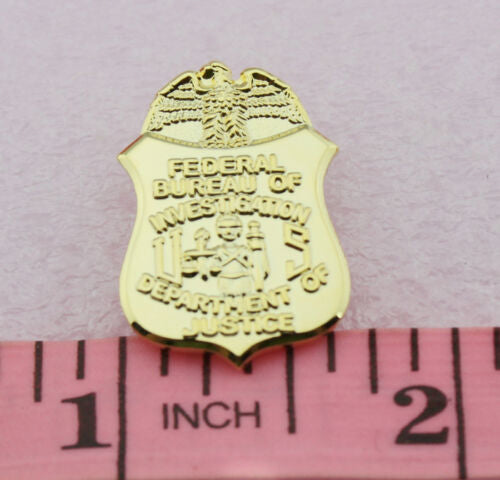 FEDERAL
BUREAU OF
INVESTIGATION
U S
DEPARTMENT OF
JUSTICE
1 INCH 2